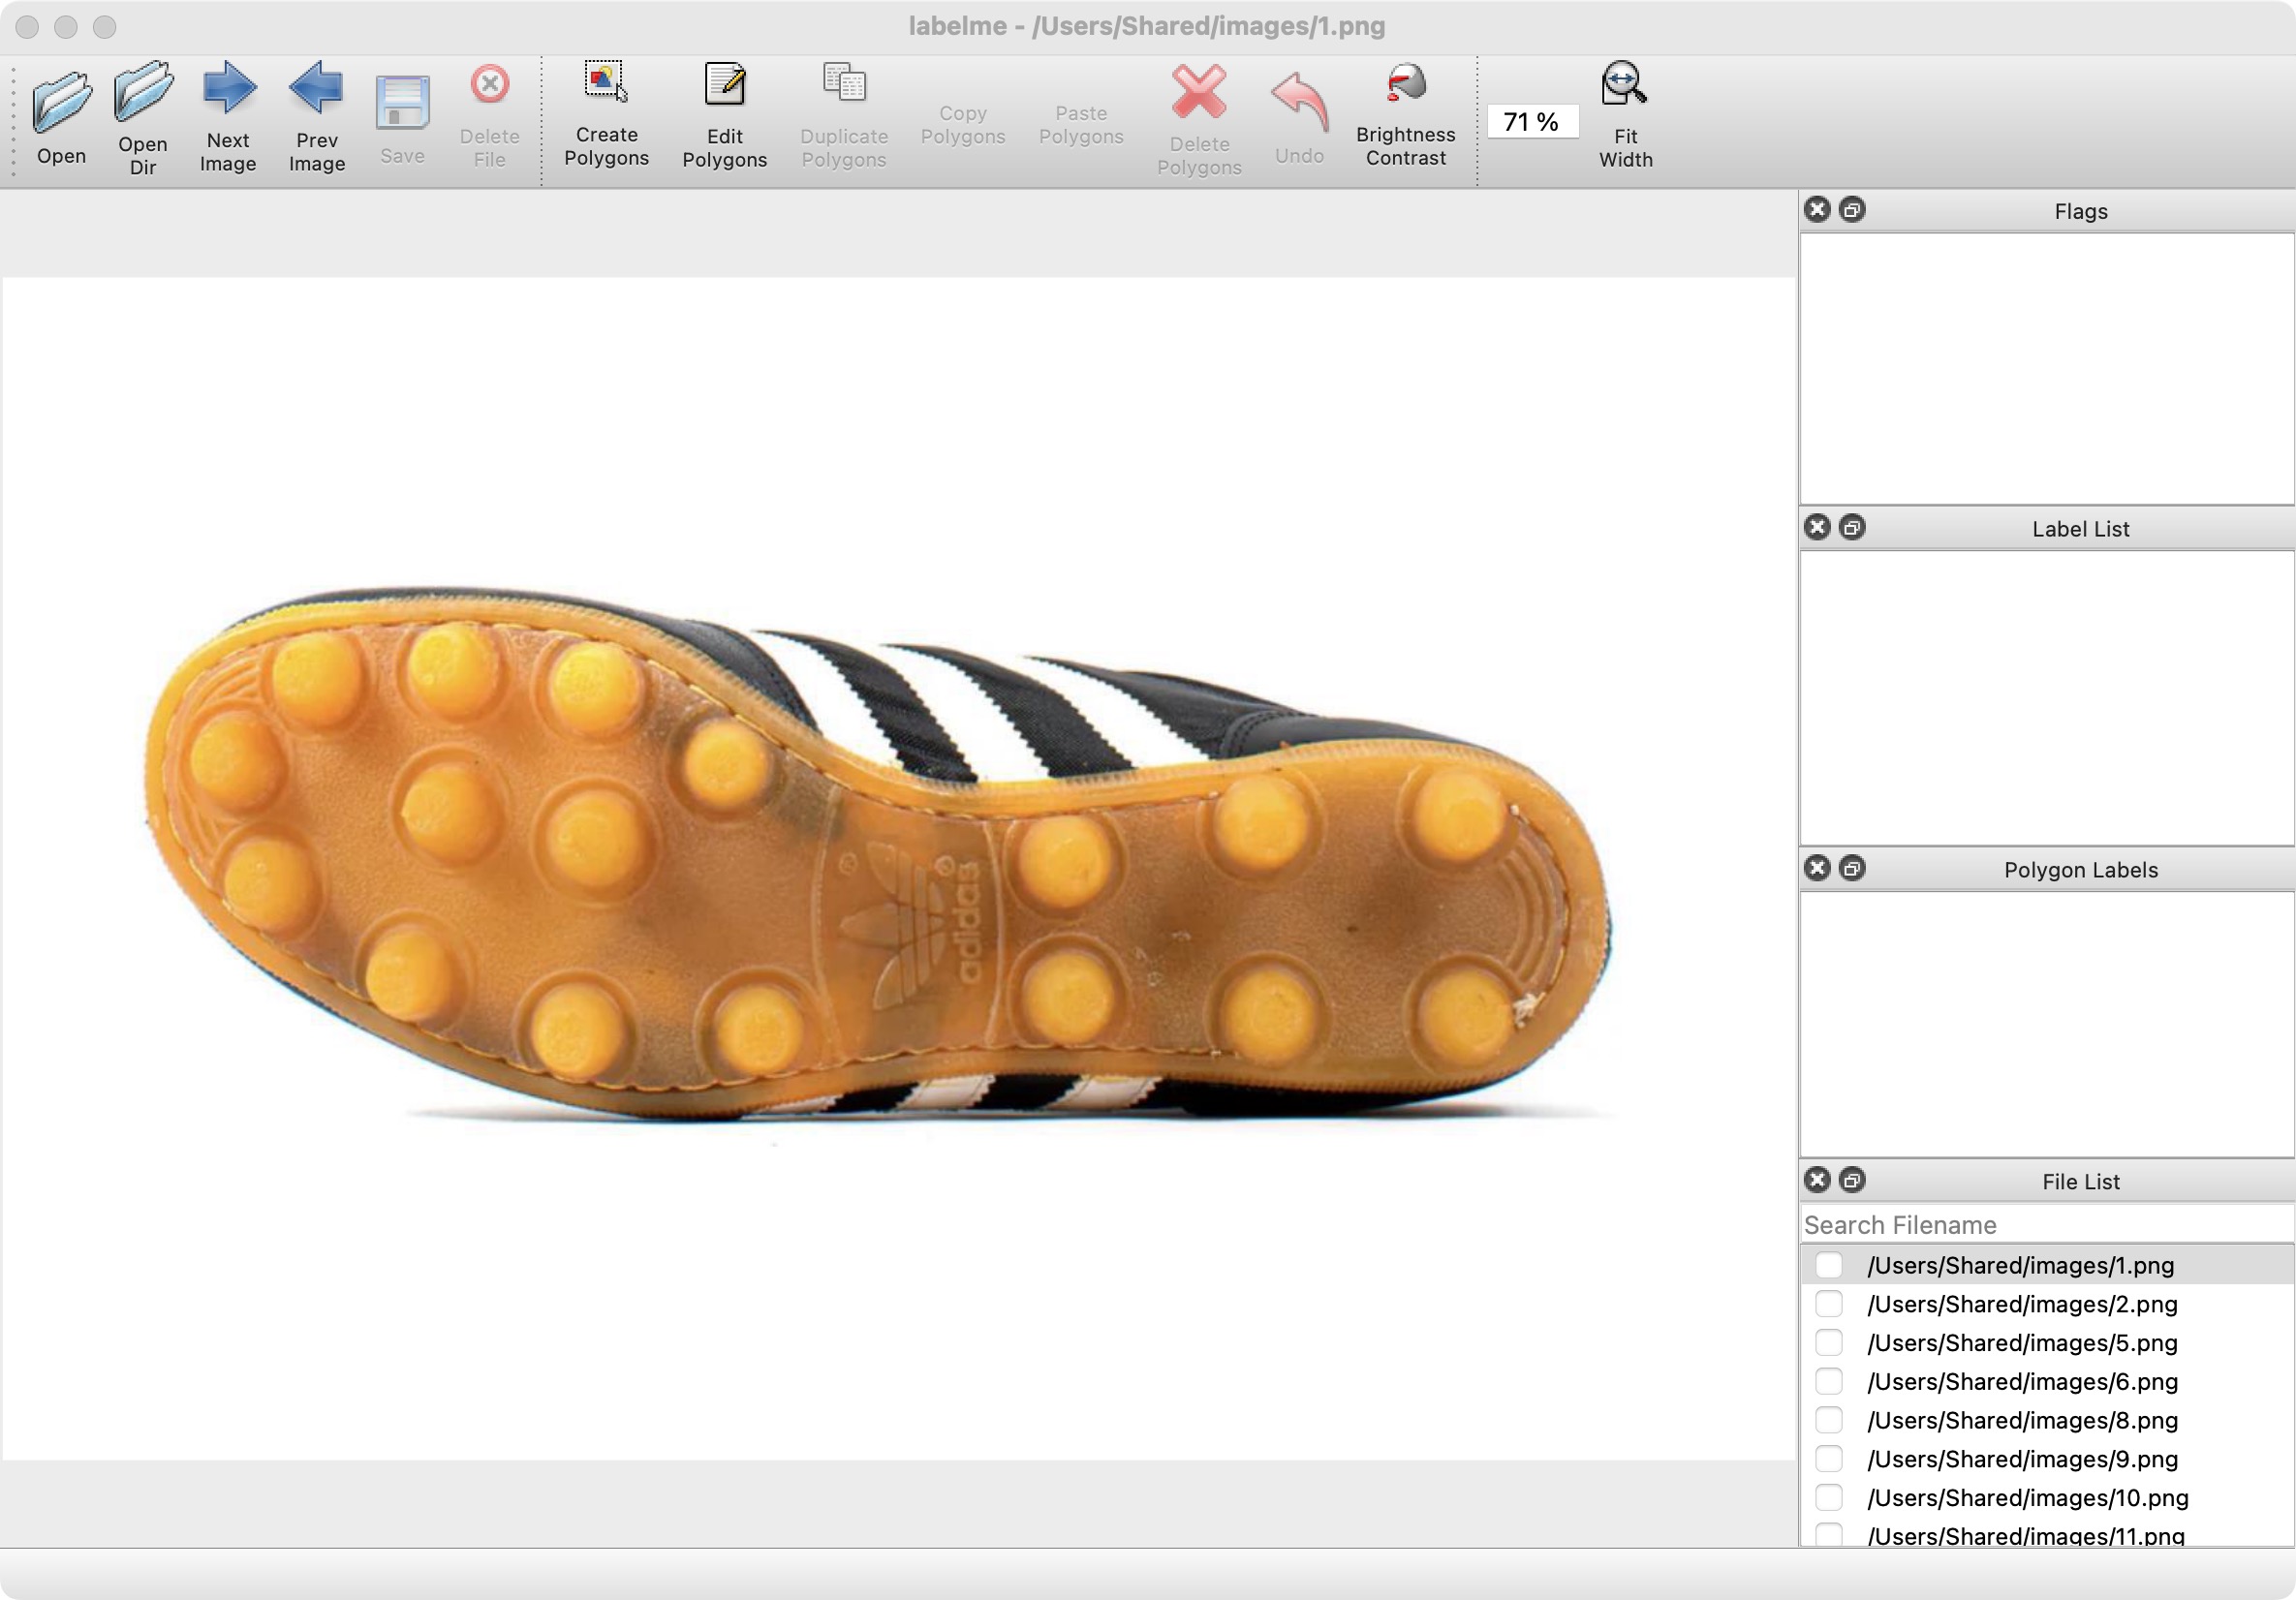 labelme - /Users/Shared/images/1.png
Open
Open
Dir
Next
Image
Prev
Image
Save
Delete
File
Create
Polygons
Edit
Polygons
Duplicate
Polygons
Copy
Polygons
Paste
Polygons
Delete
Polygons
Undo
Brightness
Contrast
71 %
Fit
Width
Flags
Label List
adidas
Polygon Labels
File List
Search Filename
/Users/Shared/images/1.png
/Users/Shared/images/2.png
/Users/Shared/images/5.png
/Users/Shared/images/6.png
/Users/Shared/images/8.png
/Users/Shared/images/9.png
/Users/Shared/images/10.png
/Users/Shared/images/11.png